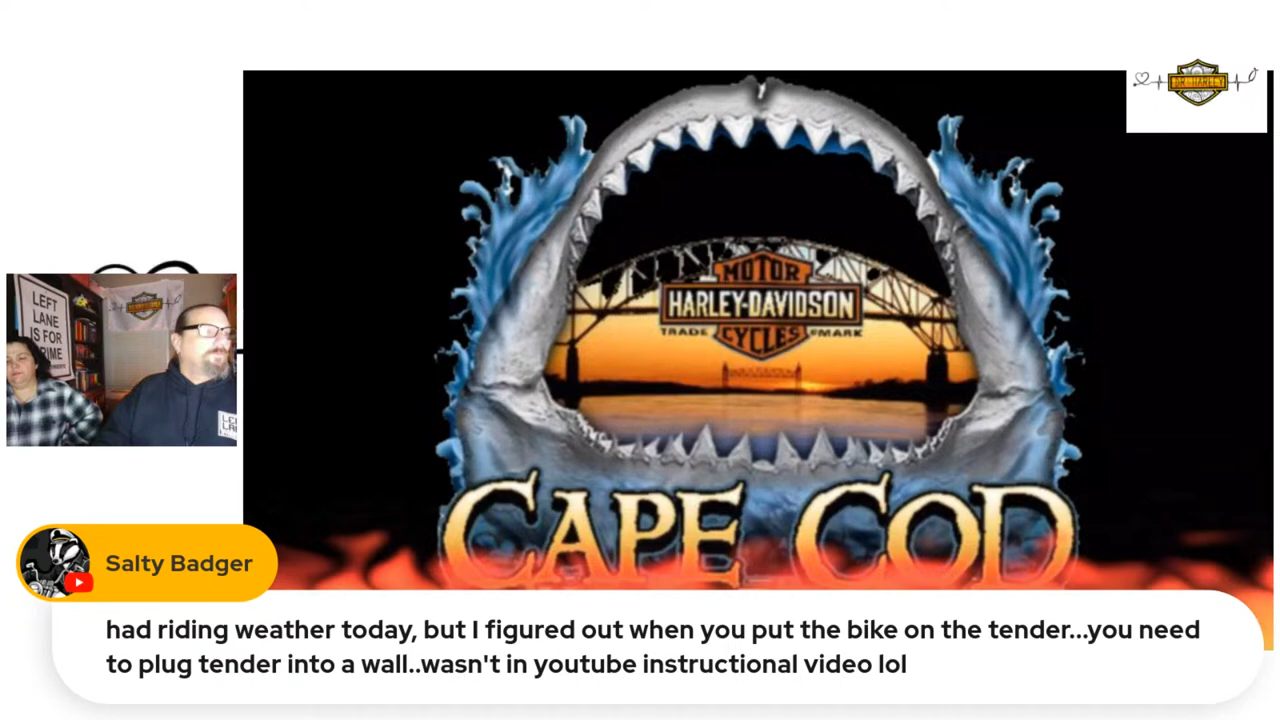 DR. HARLEY
MOTOR
HARLEY-DAVIDSON
TRADE CYCLES MARK
LEFT
LANE
IS FOR
CAPE COD
Salty Badger
had riding weather today, but I figured out when you put the bike on the tender...you need
to plug tender into a wall..wasn't in youtube instructional video lol